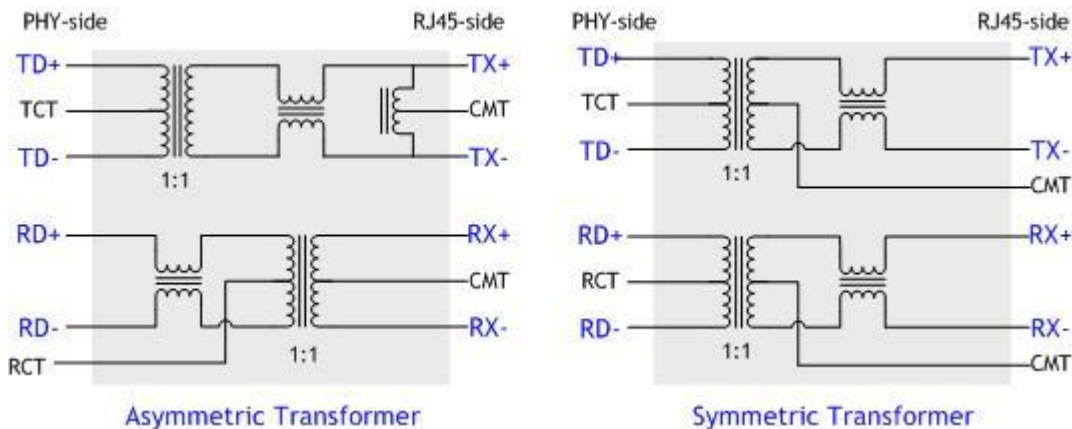 PHY-side RJ45-side
TD+ TX+
TCT CMT
TD- TX-
1:1
RD+ RX+
CMT
RD- RX-
RCT
1:1
Asymmetric Transformer
PHY-side RJ45-side
TD+ TX+
TCT
TD- TX-
1:1
CMT
RD+ RX+
RCT
RD- RX-
1:1
CMT
Symmetric Transformer